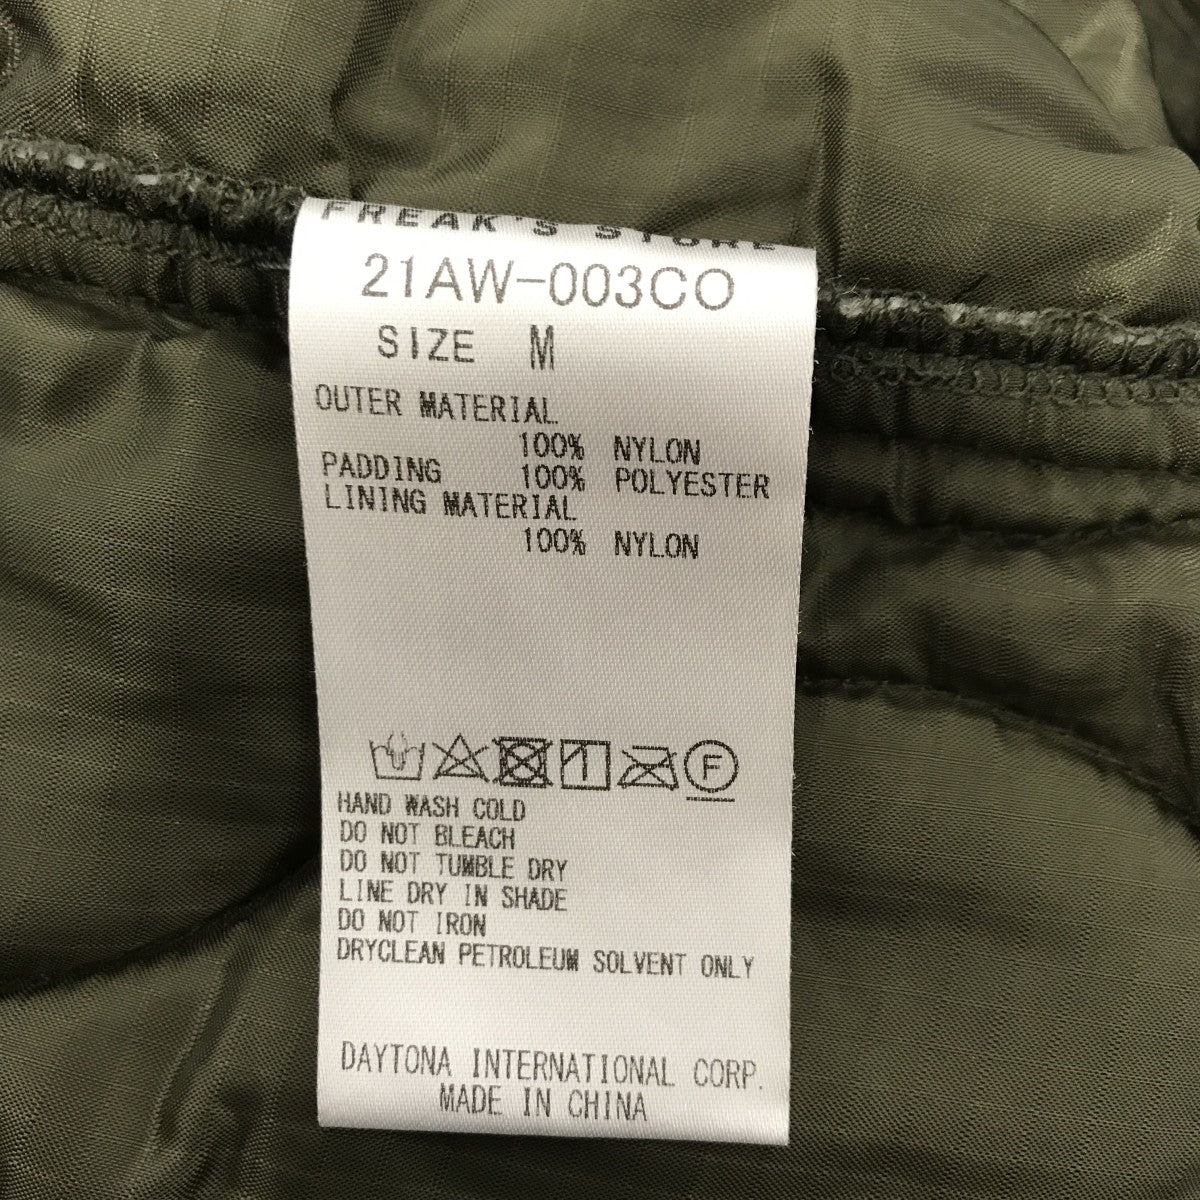 FREAK'S STORE
21AW-003CO
SIZE M
OUTER MATERIAL
100% NYLON
PADDING 100% POLYESTER
LINING MATERIAL
100% NYLON
F
HAND WASH COLD
DO NOT BLEACH
DO NOT TUMBLE DRY
LINE DRY IN SHADE
DO NOT IRON
DRYCLEAN PETROLEUM SOLVENT ONLY
DAYTONA INTERNATIONAL CORP.
MADE IN CHINA